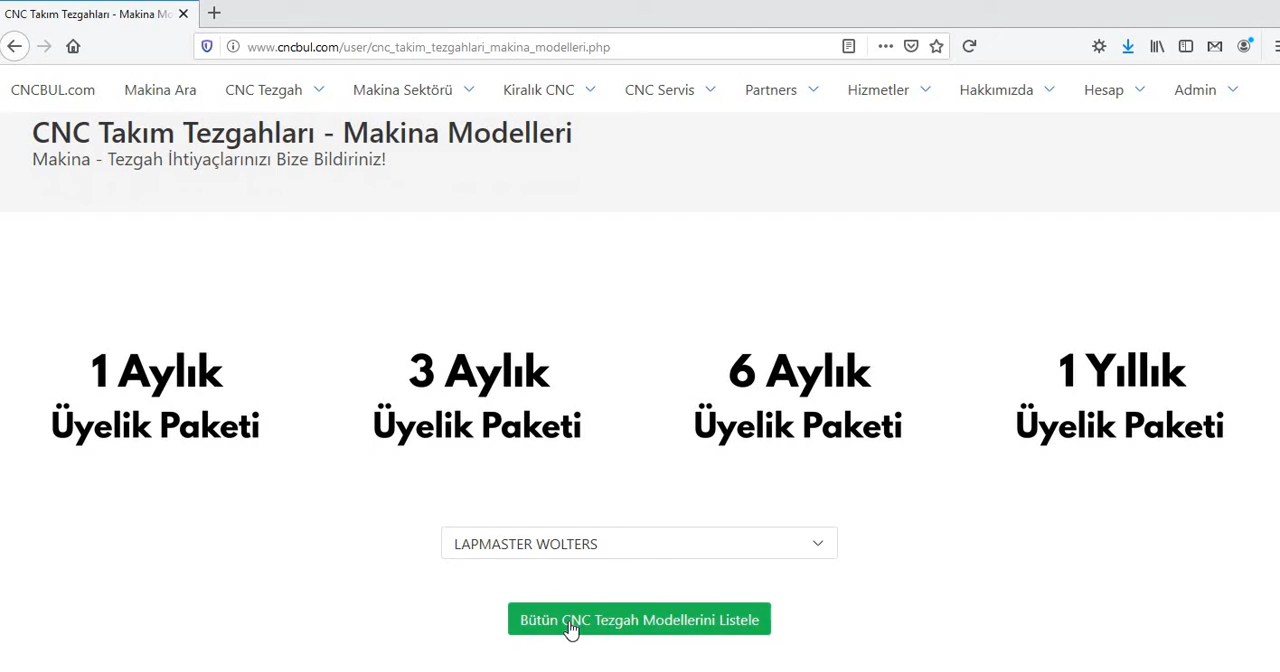 CNC Takım Tezgahları - Makina Mo
www.cncbul.com/user/cnc_takim_tezgahlari_makina_modelleri.php
CNCBUL.com Makina Ara CNC Tezgah Makina Sektörü Kiralık CNC CNC Servis Partners Hizmetler Hakkımızda Hesap Admin
CNC Takım Tezgahları - Makina Modelleri
Makina - Tezgah İhtiyaçlarınızı Bize Bildiriniz!
1 Aylık
Üyelik Paketi
3 Aylık
Üyelik Paketi
6 Aylık
Üyelik Paketi
1 Yıllık
Üyelik Paketi
LAPMASTER WOLTERS
Bütün CNC Tezgah Modellerini Listele